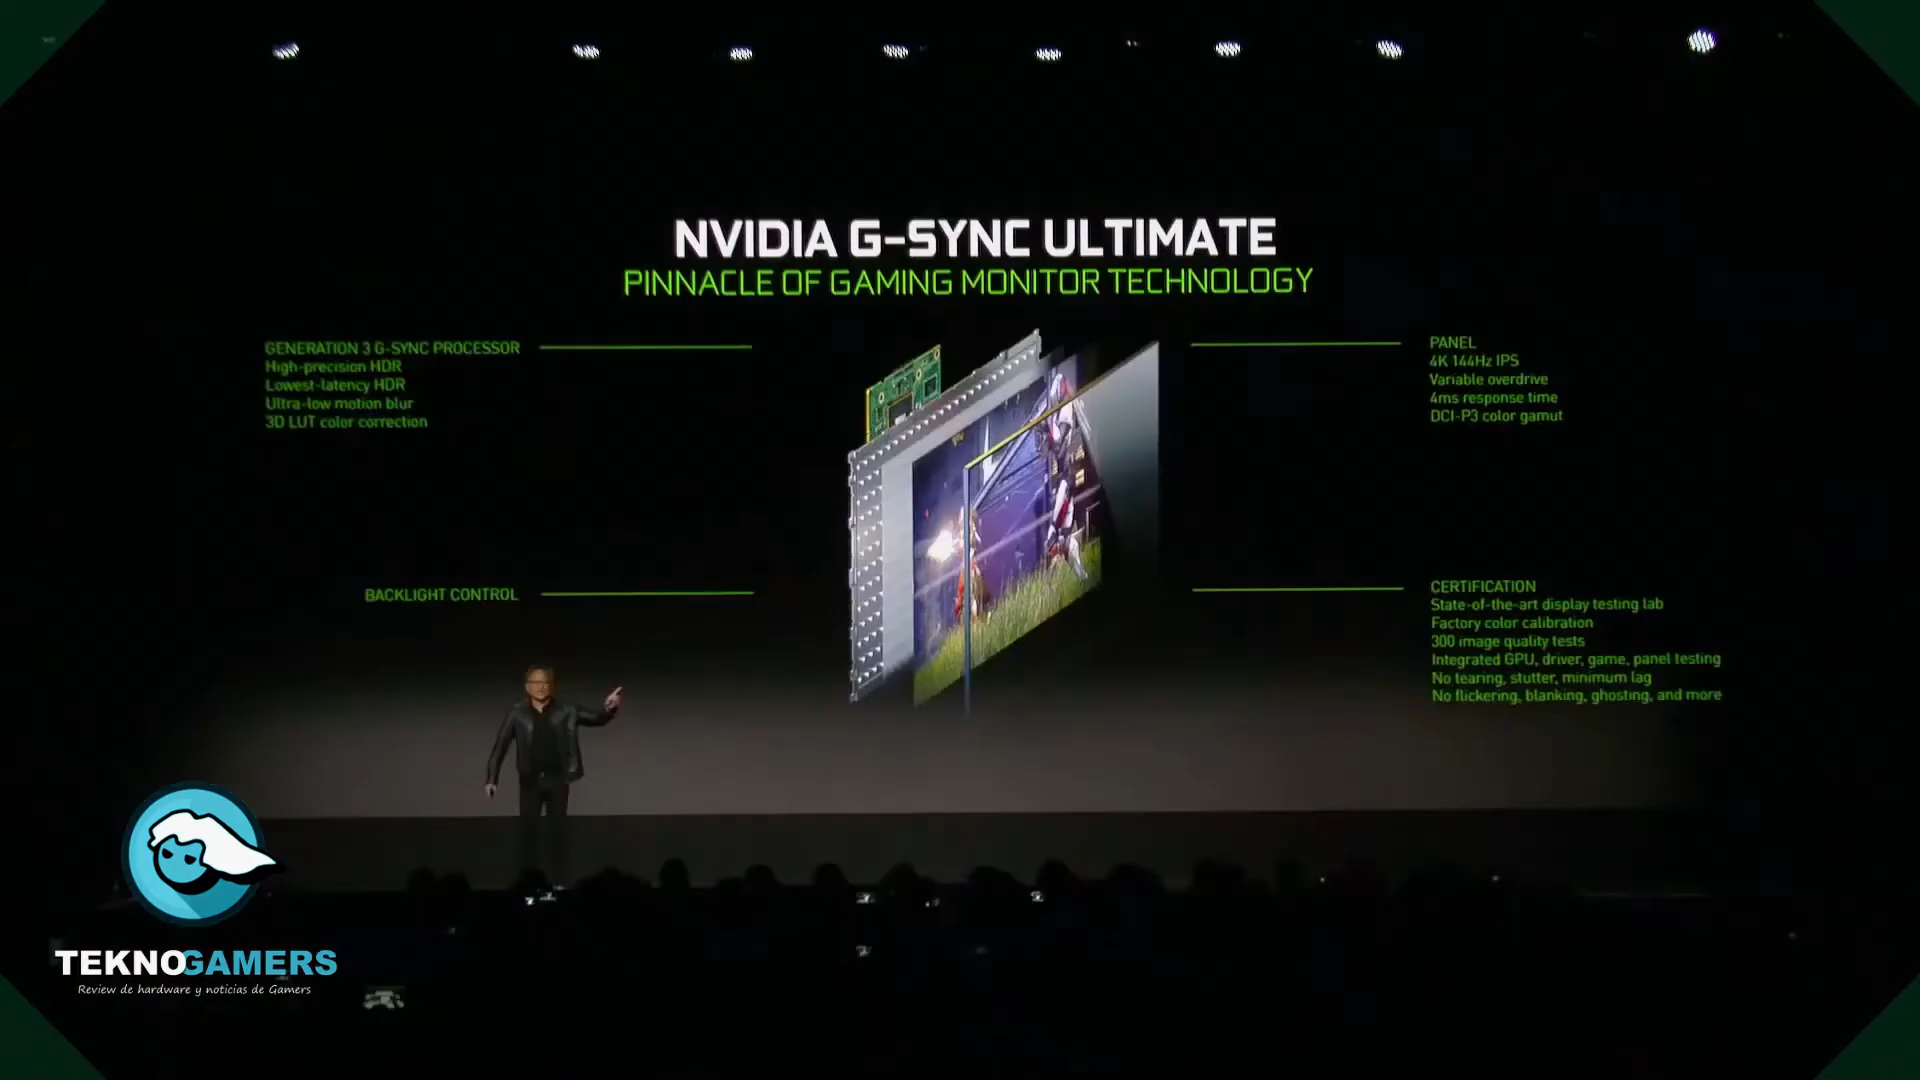 NVIDIA G-SYNC ULTIMATE
PINNACLE OF GAMING MONITOR TECHNOLOGY
GENERATION 3 G-SYNC PROCESSOR
High-precision HDR
Lowest-latency HDR
Ultra-low motion blur
3D LUT color correction
PANEL
4K 144Hz IPS
Variable overdrive
4ms response time
DCI-P3 color gamut
BACKLIGHT CONTROL
CERTIFICATION
State-of-the-art display testing lab
Factory color calibration
300 image quality tests
Integrated GPU, driver, game, panel testing
No tearing, stutter, minimum lag
No flickering, blanking, ghosting, and more
TEKNOGAMERS
Review de hardware y noticias de Gamers